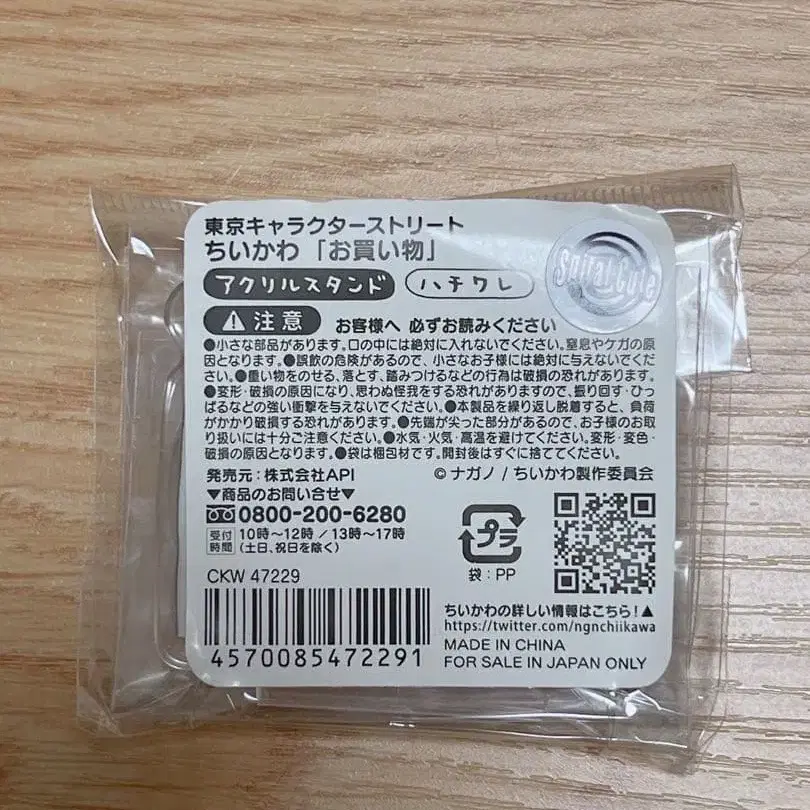 東京キャラクターストリート
ちいかわ「お買い物」
アクリルスタンド ハチワレ
Spiral Cute
注意 お客様へ 必ずお読みください
●小さな部品があります。口の中には絶対に入れないでください。窒息やケガの原
因となります。●誤飲の危険があるので、小さなお子様には絶対に与えないでくだ
さい。●重い物をのせる、落とす、踏みつけるなどの行為は破損の恐れがあります。
●変形・破損の原因になり、思わぬ怪我をする恐れがありますので、振り回す・ひっ
ぱるなどの強い衝撃を与えないでください。●本製品を繰り返し脱着すると、負荷
がかかり破損する恐れがあります。●先端が尖った部分があるので、お子様のお取
り扱いには十分ご注意ください。●水気・火気・高温を避けてください。変形・変色・
破損の原因となります。●袋は梱包材です。開封後はすぐに捨ててください。
発売元:株式会社API ©ナガノ / ちいかわ製作委員会
▼商品のお問い合せ▼
0800-200-6280
受付時間 10時〜12時 / 13時〜17時
(土日、祝日を除く)
プラ
袋:PP
CKW 47229
4570085472291
ちいかわの詳しい情報はこちら!▲
https://twitter.com/ngnchiikawa
MADE IN CHINA
FOR SALE IN JAPAN ONLY